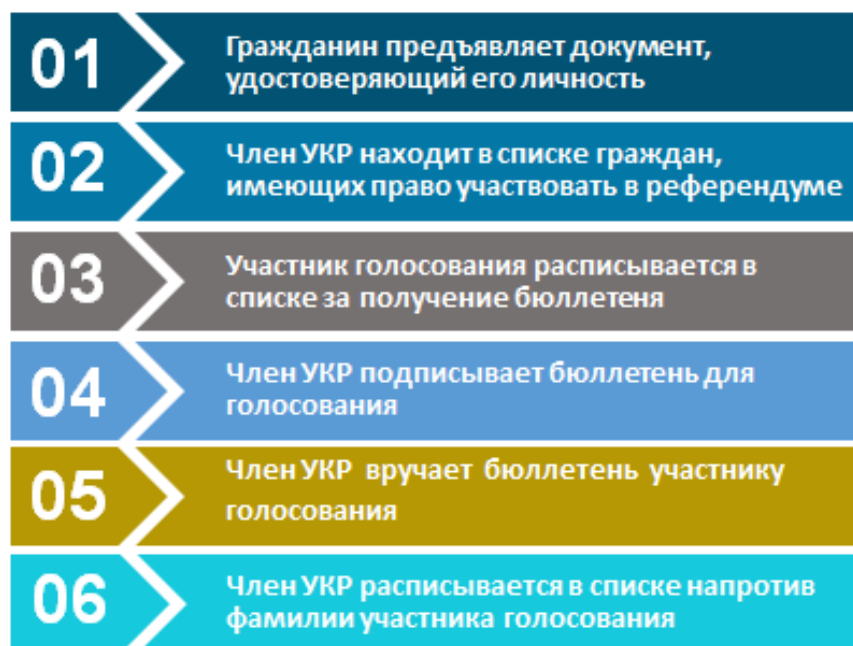 01
Гражданин предъявляет документ,
удостоверяющий его личность
02
Член УКР находит в списке граждан,
имеющих право участвовать в референдуме
03
Участник голосования расписывается в
списке за получение бюллетеня
04
Член УКР подписывает бюллетень для
голосования
05
Член УКР вручает бюллетень участнику
голосования
06
Член УКР расписывается в списке напротив
фамилии участника голосования